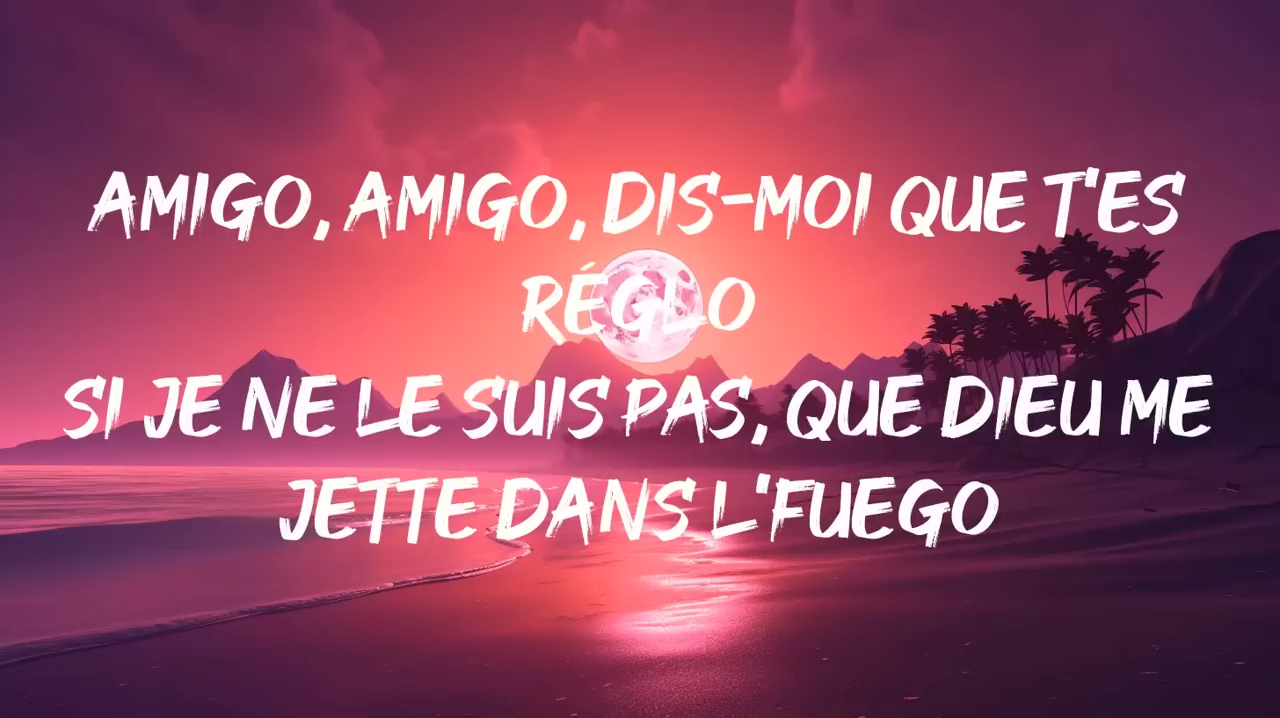 AMIGO, AMIGO, DIS-MOI QUE T'ES
RÉGLO
SI JE NE LE SUIS PAS, QUE DIEU ME
JETTE DANS L'FUEGO